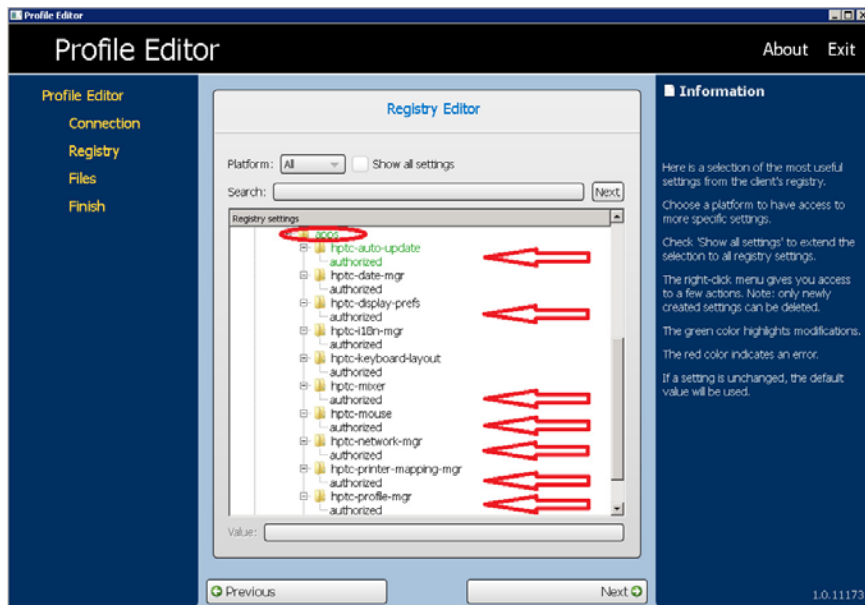 Profile Editor
Profile Editor
About Exit
Profile Editor
Connection
Registry
Files
Finish
Registry Editor
Platform: All Show all settings
Search: Next
Registry settings
apps
hptc-auto-update
authorized
hptc-date-mgr
authorized
hptc-display-prefs
authorized
hptc-i18n-mgr
authorized
hptc-keyboard-layout
authorized
hptc-mixer
authorized
hptc-mouse
authorized
hptc-network-mgr
authorized
hptc-printer-mapping-mgr
authorized
hptc-profile-mgr
authorized
Value:
Previous
Next
Information
Here is a selection of the most useful
settings from the client's registry.
Choose a platform to have access to
more specific settings.
Check 'Show all settings' to extend the
selection to all registry settings.
The right-click menu gives you access
to a few actions. Note: only newly
created settings can be deleted.
The green color highlights modifications.
The red color indicates an error.
If a setting is unchanged, the default
value will be used.
1.0.11173